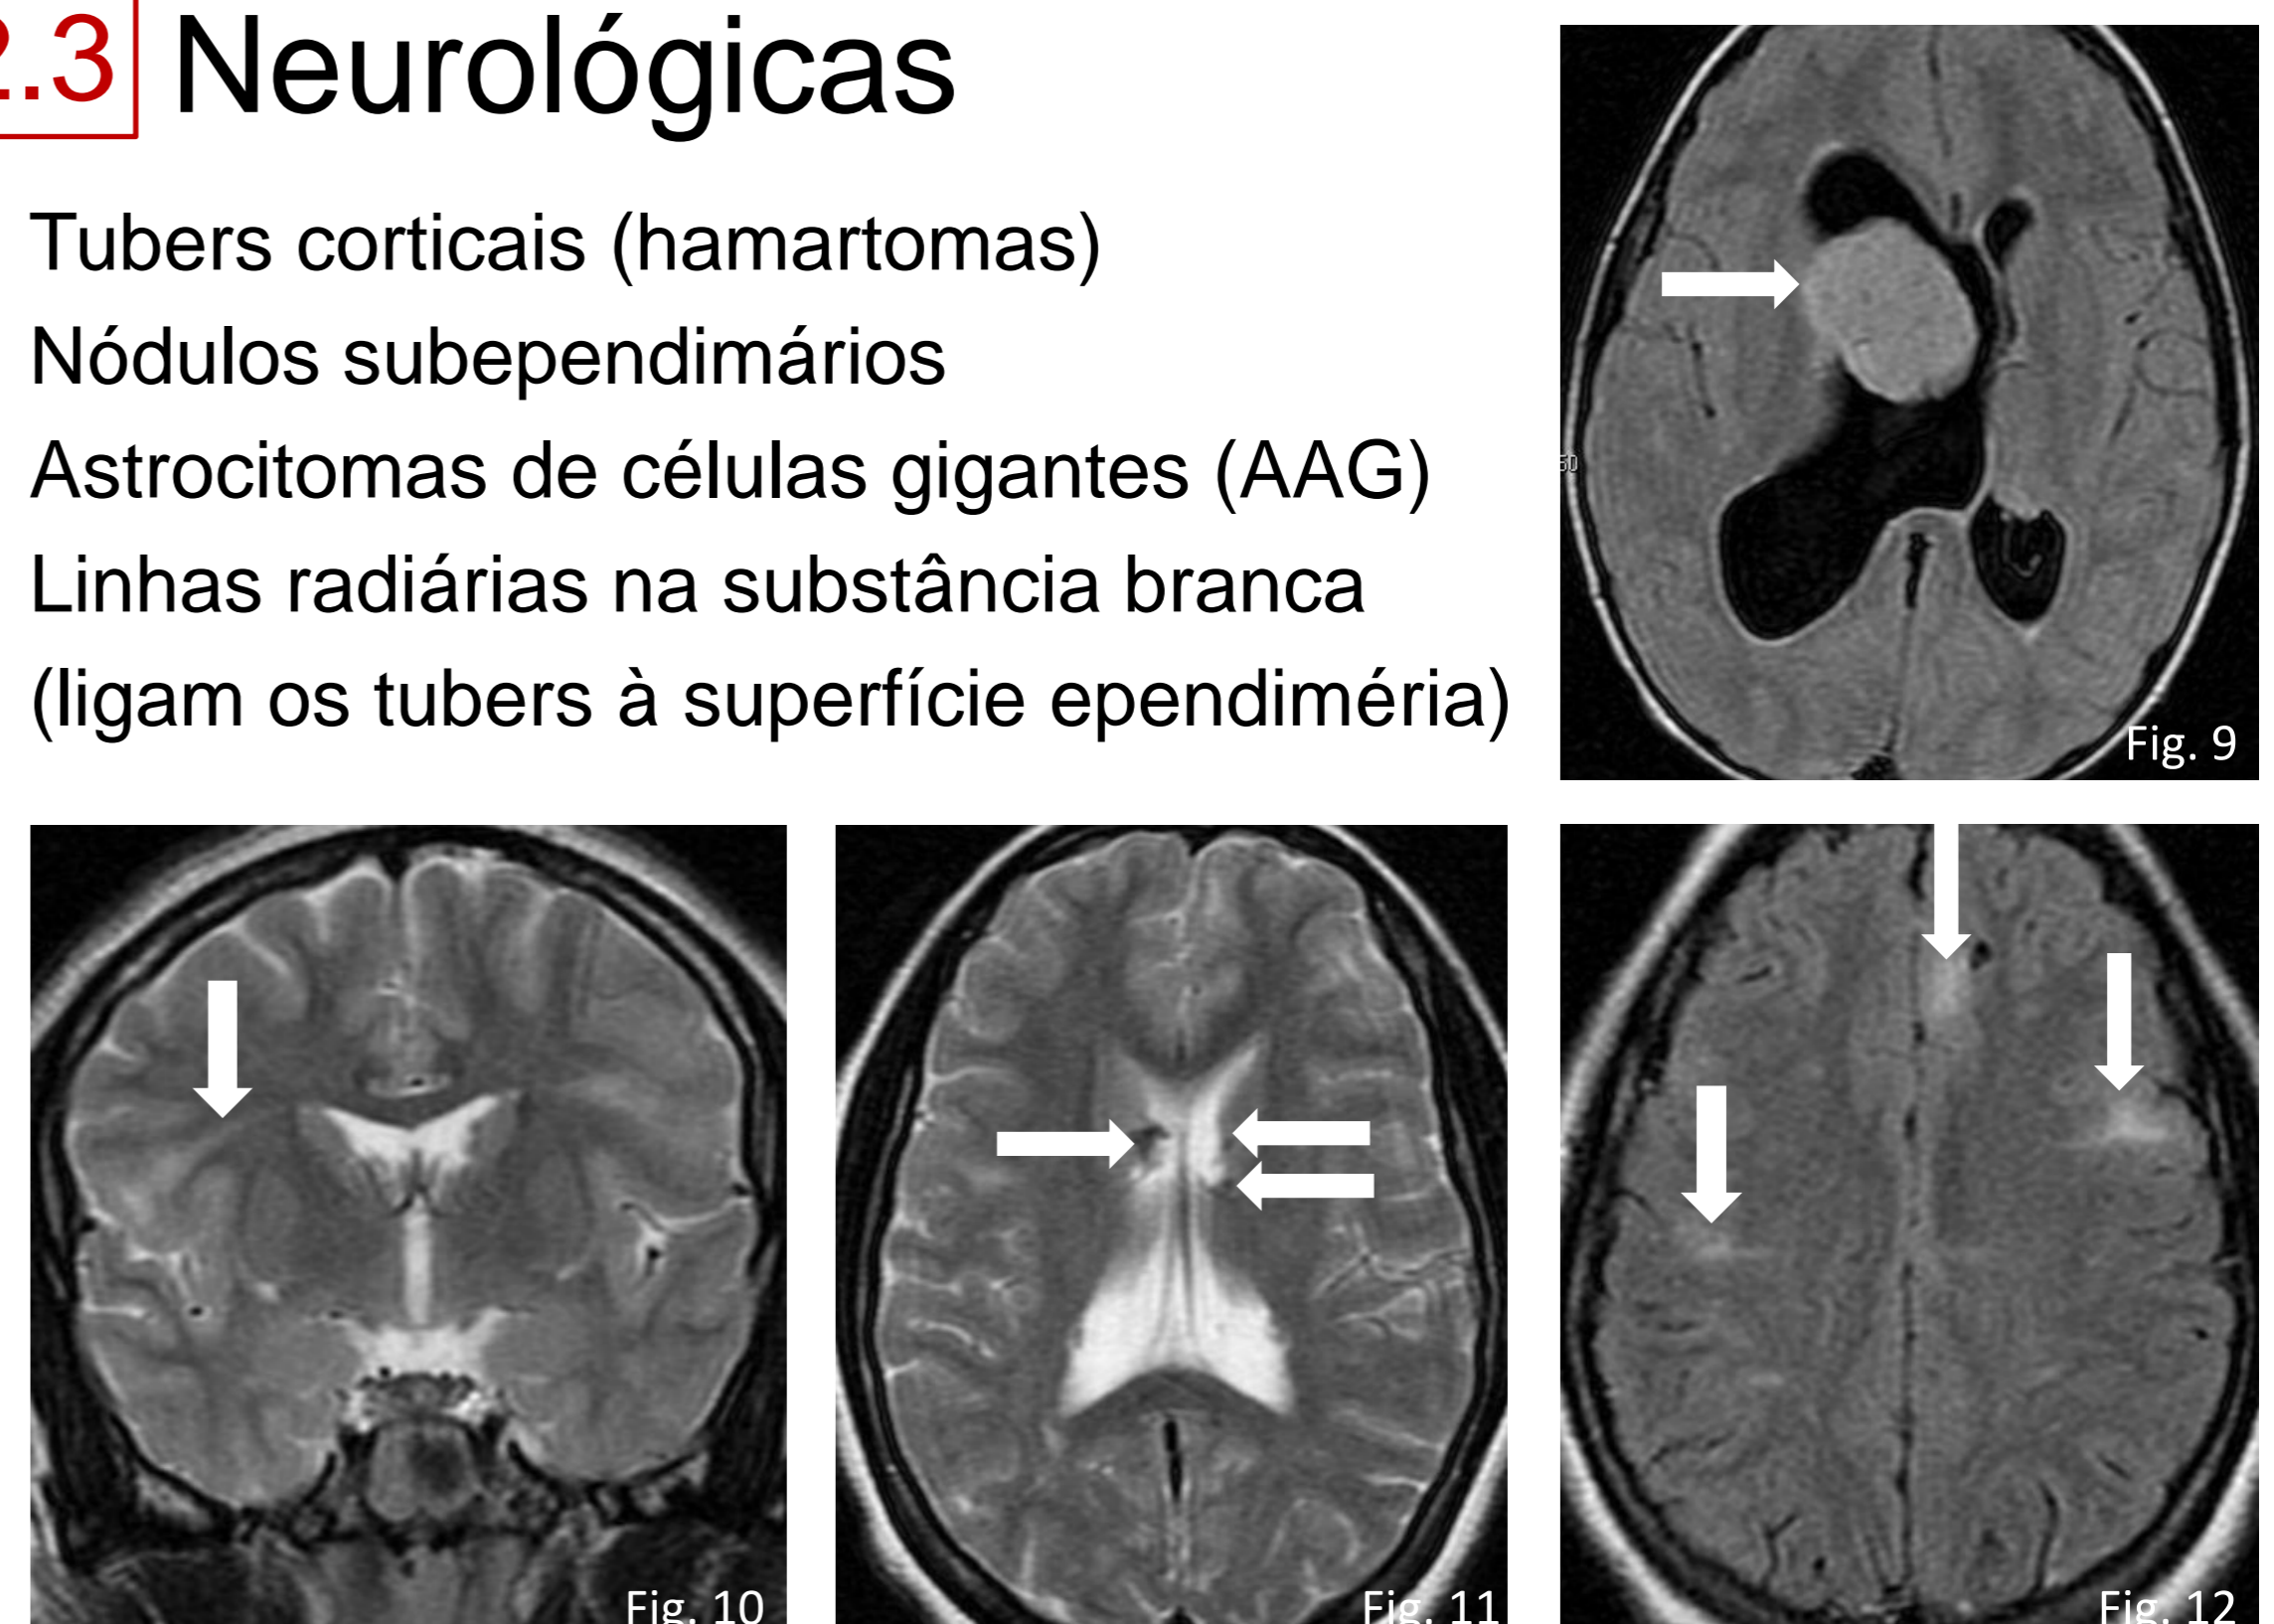 2.3 Neurológicas
Tubers corticais (hamartomas)
Nódulos subependimários
Astrocitomas de células gigantes (AAG)
Linhas radiárias na substância branca
(ligam os tubers à superfície ependiméria)
Fig. 9
Fig. 10
Fig. 11
Fig. 12